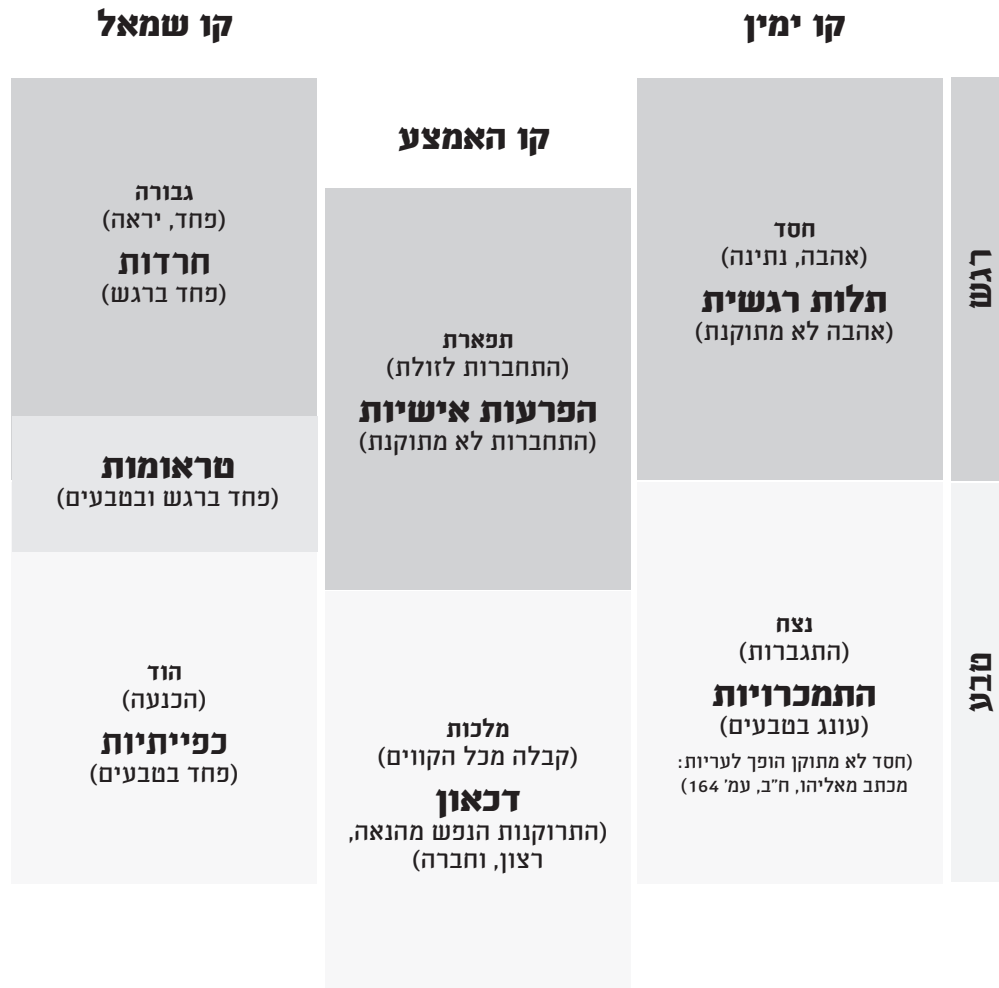 קו ימין
חסד
(אהבה, נתינה)
תלות רגשית
(אהבה לא מתוקנת)
נצח
(התגברות)
התמכרויות
(עונג בטבעים)
(חסד לא מתוקן הופך לעריות:
מכתב מאליהו, ח"ב, עמ' 164)
קו האמצע
תפארת
(התחברות לזולת)
הפרעות אישיות
(התחברות לא מתוקנת)
מלכות
(קבלה מכל הקווים)
דכאון
(התרוקנות הנפש מהנאה,
רצון, וחברה)
קו שמאל
גבורה
(פחד, יראה)
חרדות
(פחד ברגש)
טראומות
(פחד ברגש ובטבעים)
הוד
(הכנעה)
כפייתיות
(פחד בטבעים)
רגש
טבע